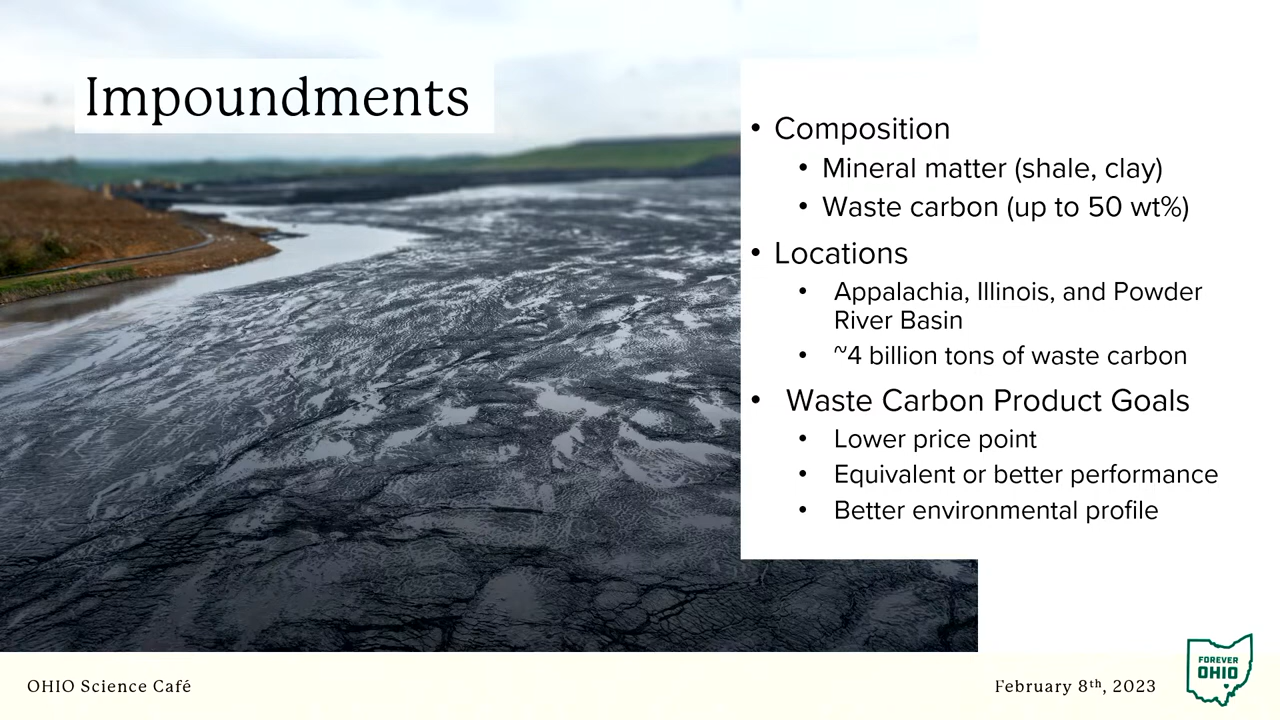 Impoundments
• Composition
• Mineral matter (shale, clay)
• Waste carbon (up to 50 wt%)
• Locations
• Appalachia, Illinois, and Powder
River Basin
• ~4 billion tons of waste carbon
• Waste Carbon Product Goals
• Lower price point
• Equivalent or better performance
• Better environmental profile
OHIO Science Café
February 8th, 2023
FOREVER
OHIO